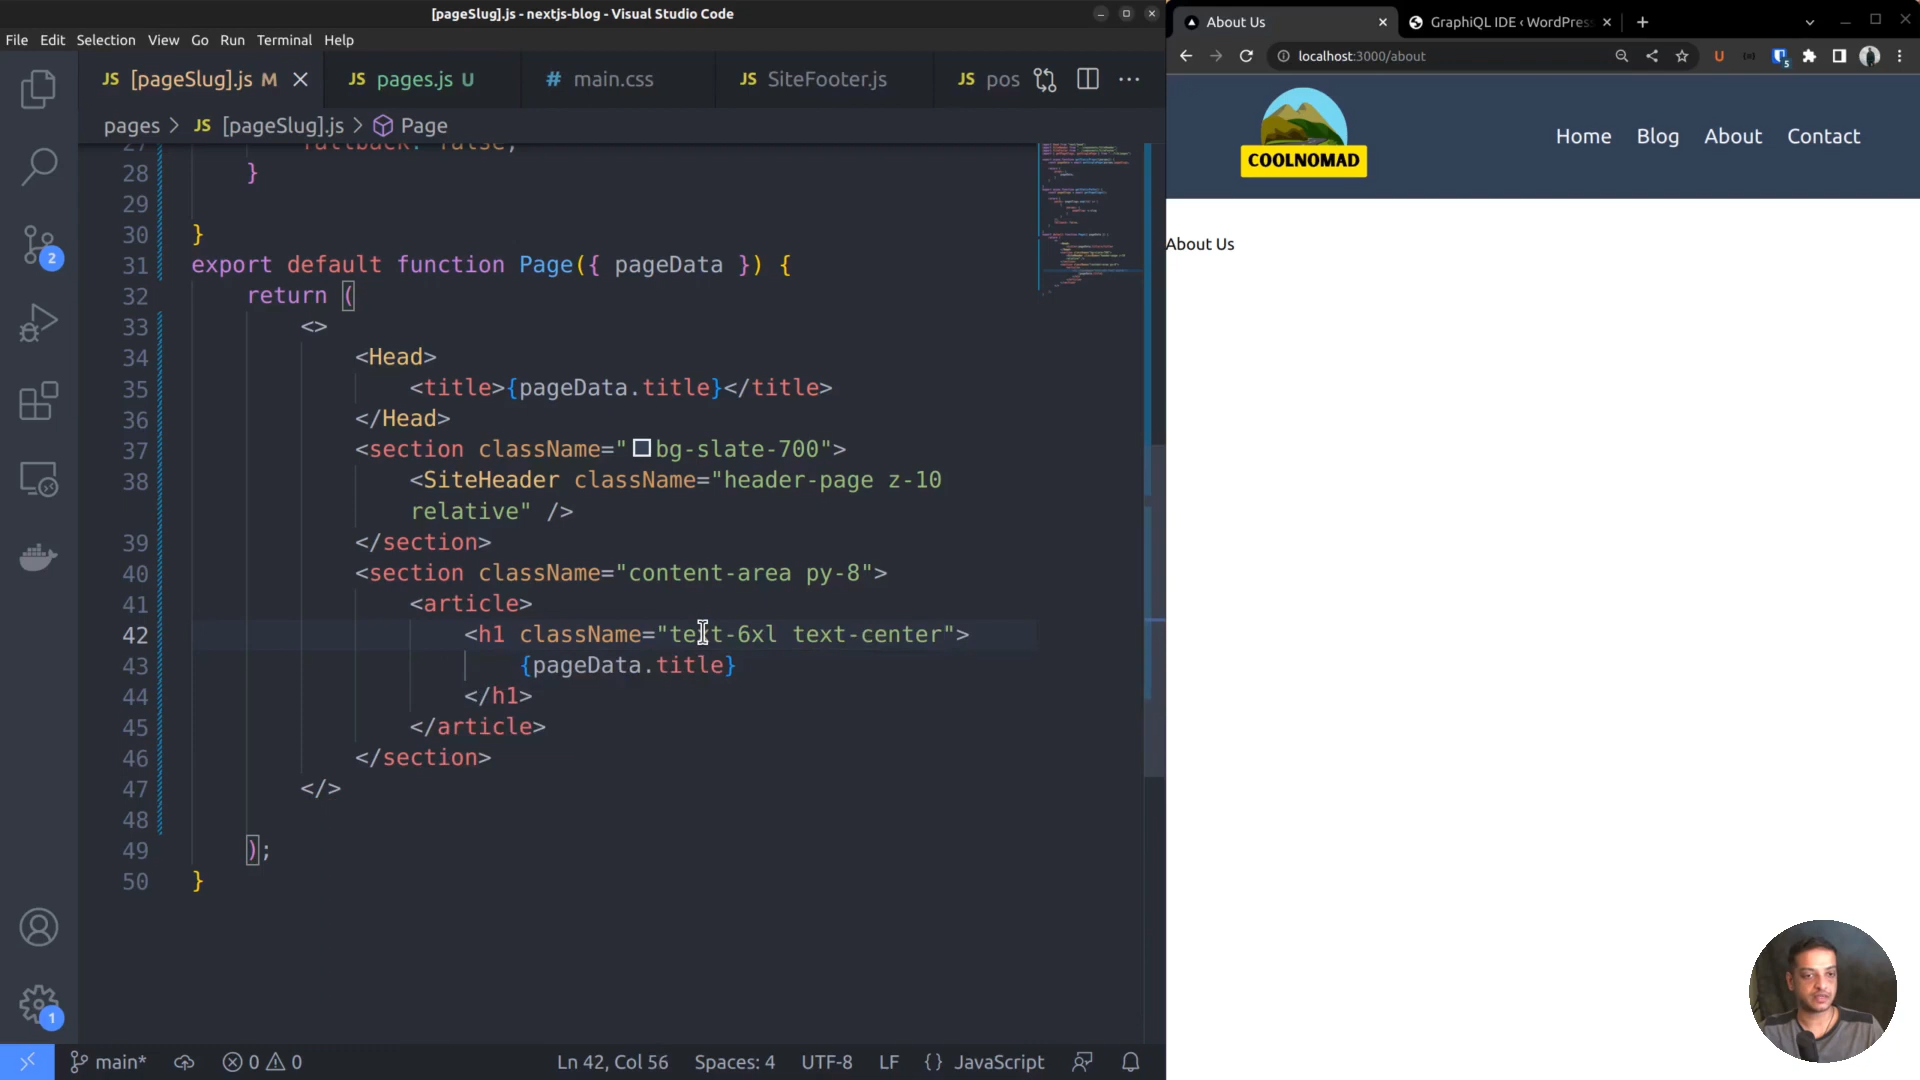 [pageSlug].js - nextjs-blog - Visual Studio Code
File Edit Selection View Go Run Terminal Help
JS [pageSlug].js M
JS pages.js U
# main.css
JS SiteFooter.js
JS pos
pages > JS [pageSlug].js > Page
27 fallback: false,
28 }
29
30 }
31 export default function Page({ pageData }) {
32 return (
33 <>
34 <Head>
35 <title>{pageData.title}</title>
36 </Head>
37 <section className="bg-slate-700">
38 <SiteHeader className="header-page z-10
relative" />
39 </section>
40 <section className="content-area py-8">
41 <article>
42 <h1 className="text-6xl text-center">
43 {pageData.title}
44 </h1>
45 </article>
46 </section>
47 </>
48
49 );
50 }
2
1
main* 0 0 Ln 42, Col 56 Spaces: 4 UTF-8 LF {} JavaScript
About Us
GraphiQL IDE ‹ WordPres
localhost:3000/about
U
5
COOLNOMAD
Home Blog About Contact
About Us